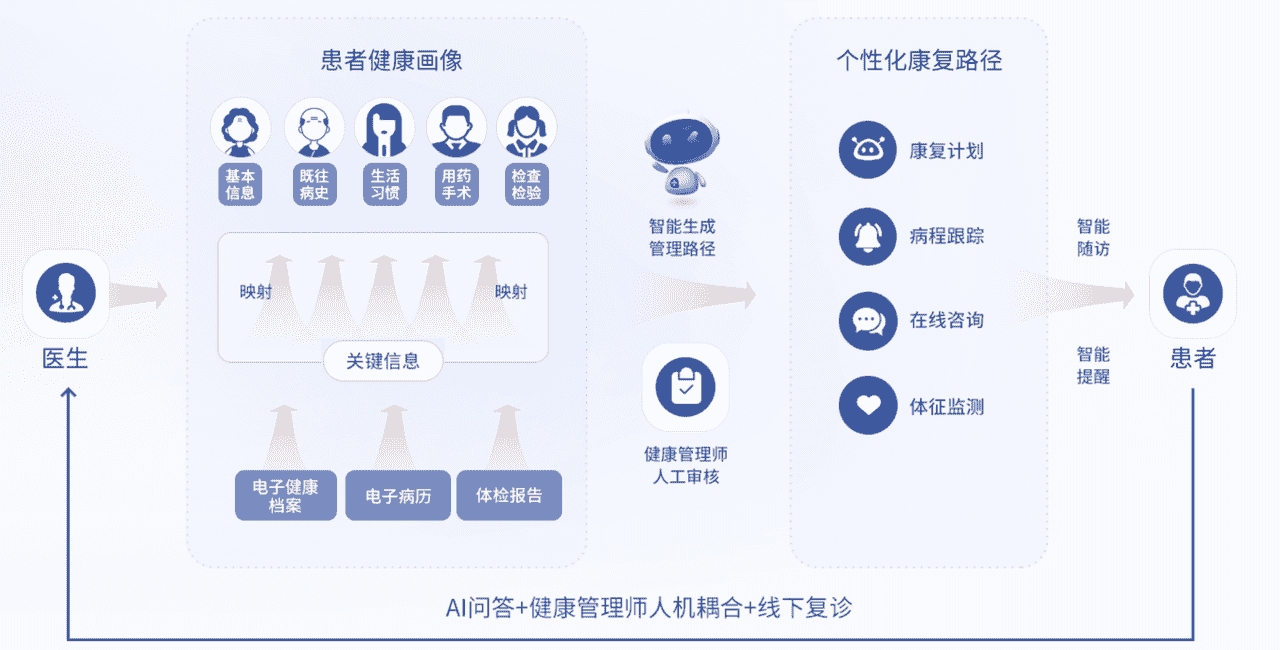 患者健康画像
基本
信息
既往
病史
生活
习惯
用药
手术
检查
检验
映射
映射
关键信息
电子健康
档案
电子病历
体检报告
医生
智能生成
管理路径
健康管理师
人工审核
个性化康复路径
康复计划
病程跟踪
在线咨询
体征监测
智能
随访
智能
提醒
患者
AI问答+健康管理师人机耦合+线下复诊